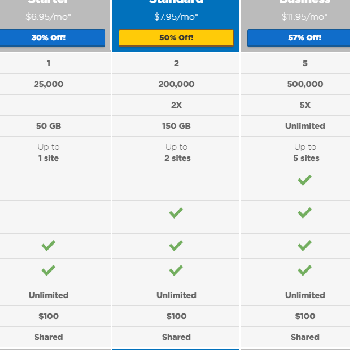 Starter Standard Business
$6.95/mo* $7.95/mo* $11.95/mo*
30% Off! 50% Off! 57% Off!
1 2 5
25,000 200,000 500,000
2X 5X
50 GB 150 GB Unlimited
Up to Up to Up to
1 site 2 sites 5 sites
Unlimited Unlimited Unlimited
$100 $100 $100
Shared Shared Shared